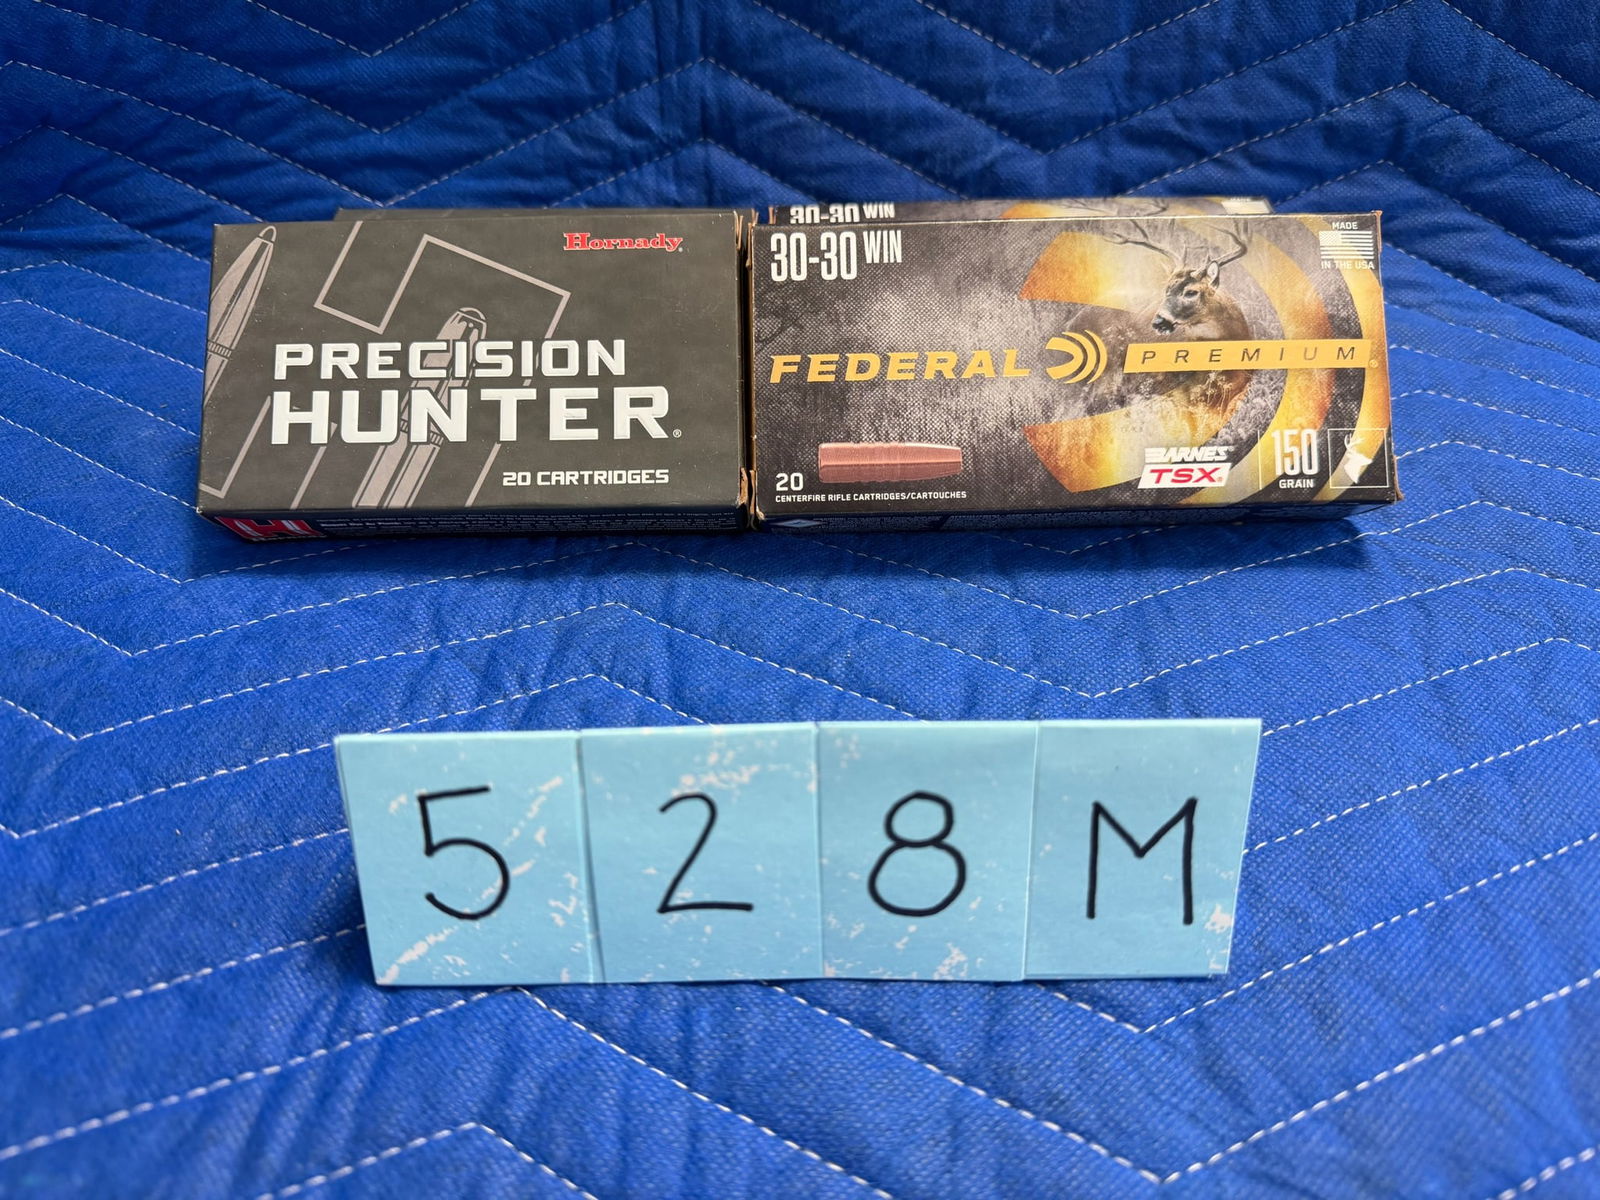 Hornady
PRECISION
HUNTER
20 CARTRIDGES
30-30 WIN
30-30 WIN
MADE
IN THE USA
FEDERAL PREMIUM
BARNES
TSX
150
GRAIN
20
CENTERFIRE RIFLE CARTRIDGES/CARTOUCHES
5 2 8 M